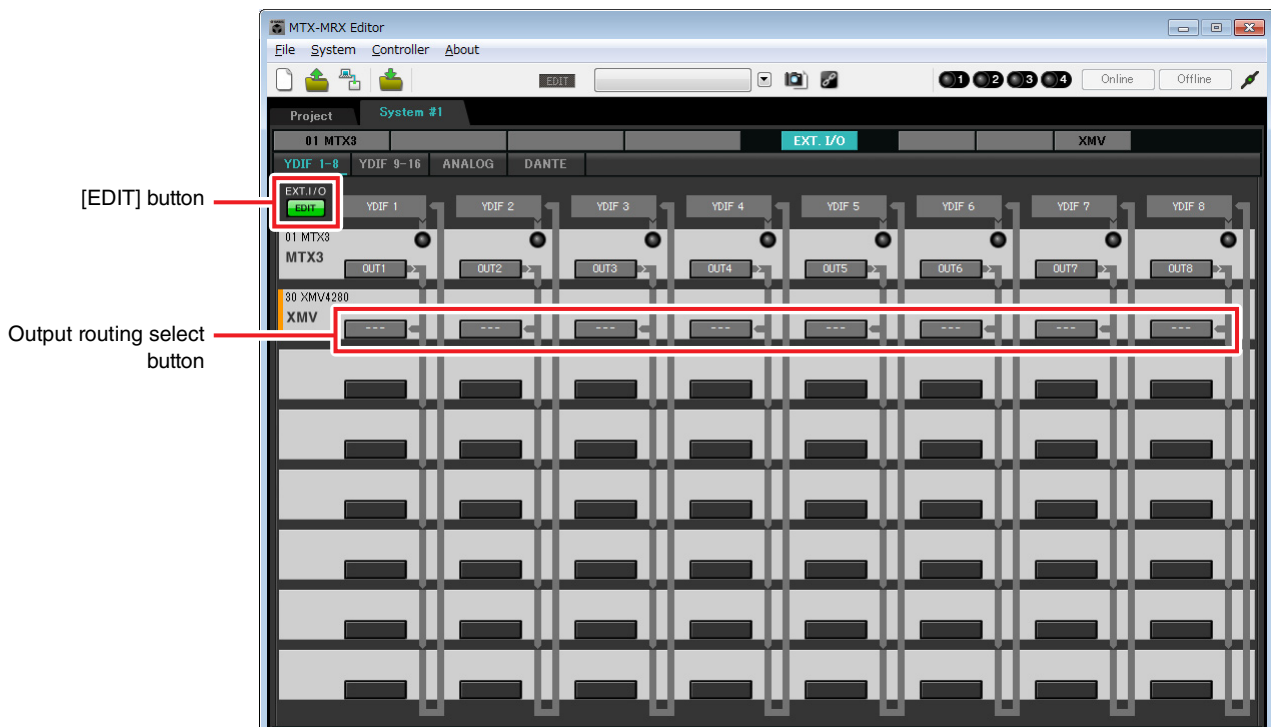 MTX-MRX Editor
File System Controller About
EDIT 1 2 3 4 Online Offline
Project System #1
01 MTX3 EXT. I/O XMV
YDIF 1-8 YDIF 9-16 ANALOG DANTE
[EDIT] button
EXT.I/O
EDIT YDIF 1 YDIF 2 YDIF 3 YDIF 4 YDIF 5 YDIF 6 YDIF 7 YDIF 8
01 MTX3
MTX3
OUT1 OUT2 OUT3 OUT4 OUT5 OUT6 OUT7 OUT8
30 XMV4280
XMV
--- --- --- --- --- --- --- ---
Output routing select
button